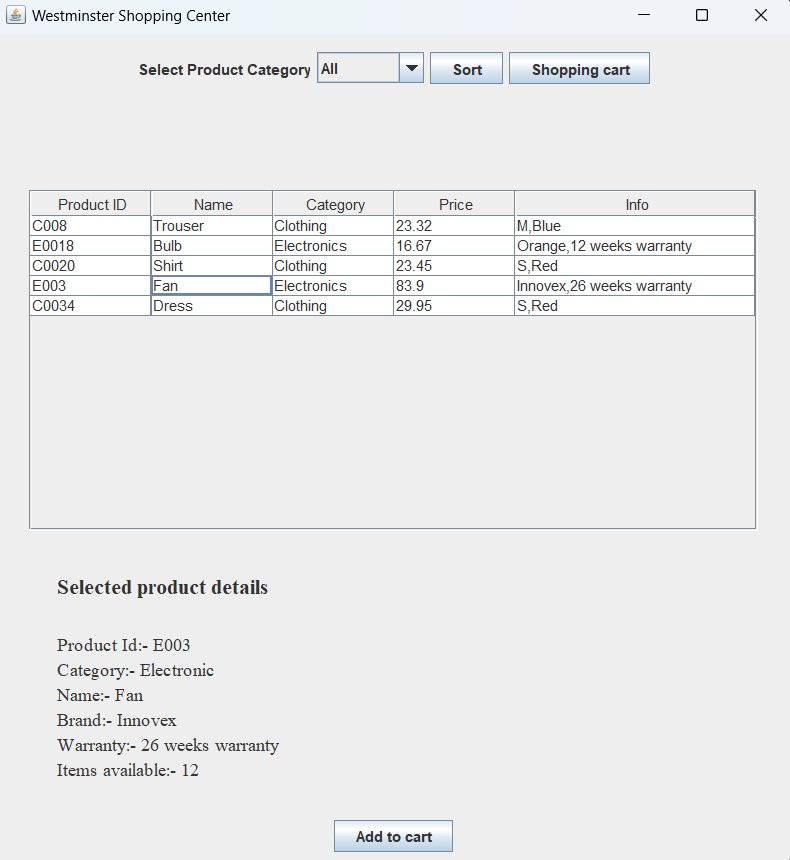 Westminster Shopping Center
Select Product Category All Sort Shopping cart
Product ID Name Category Price Info
C008 Trouser Clothing 23.32 M,Blue
E0018 Bulb Electronics 16.67 Orange,12 weeks warranty
C0020 Shirt Clothing 23.45 S,Red
E003 Fan Electronics 83.9 Innovex,26 weeks warranty
C0034 Dress Clothing 29.95 S,Red
Selected product details
Product Id:- E003
Category:- Electronic
Name:- Fan
Brand:- Innovex
Warranty:- 26 weeks warranty
Items available:- 12
Add to cart